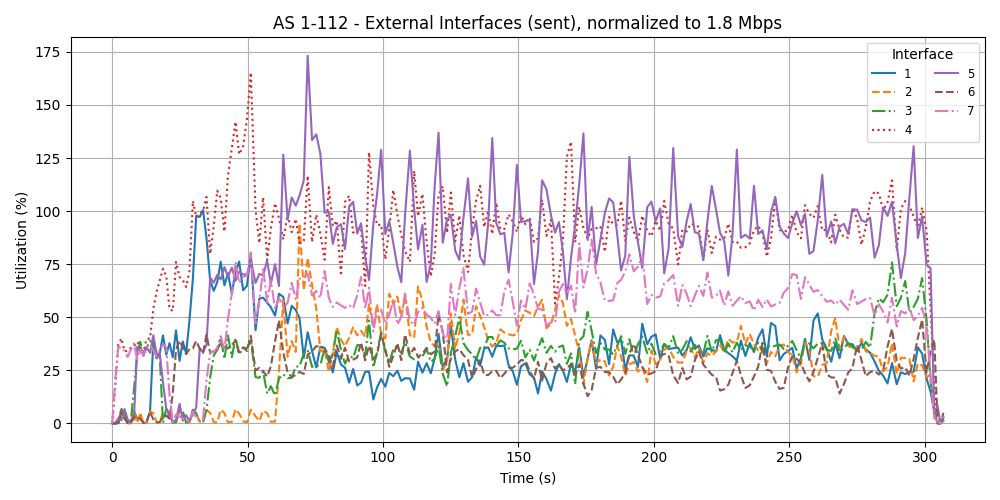 AS 1-112 - External Interfaces (sent), normalized to 1.8 Mbps
Utilization (%)
175
150
125
100
75
50
25
0
0 50 100 150 200 250 300
Time (s)
Interface
1 5
2 6
3 7
4